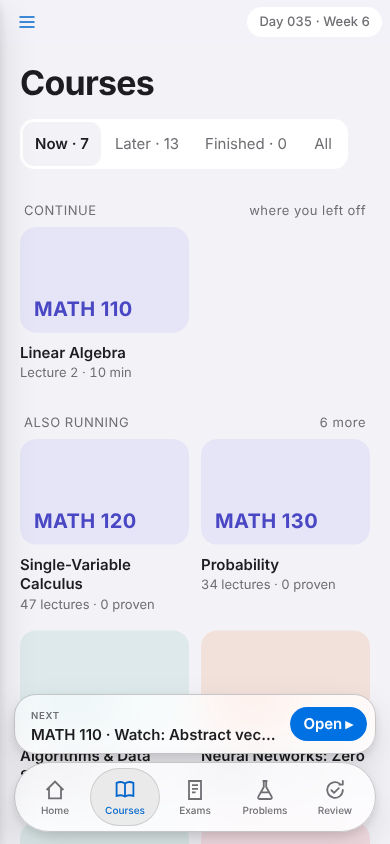 Day 035 · Week 6
Courses
Now · 7
Later · 13
Finished · 0
All
CONTINUE
where you left off
MATH 110
Linear Algebra
Lecture 2 · 10 min
ALSO RUNNING
6 more
MATH 120
MATH 130
Single-Variable
Calculus
47 lectures · 0 proven
Probability
34 lectures · 0 proven
NEXT
MATH 110 · Watch: Abstract vec...
Open ▸
Algorithms & Data
Neural Networks: Zero
Home
Courses
Exams
Problems
Review